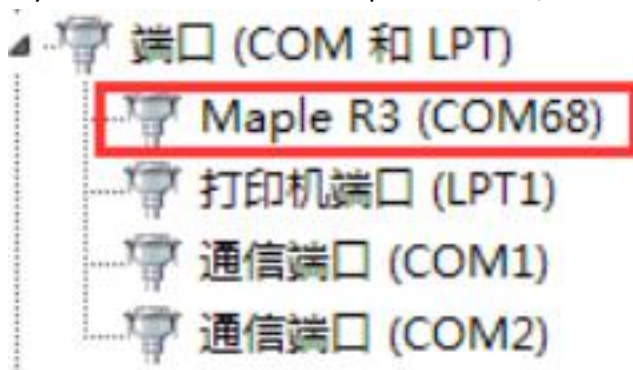 端口 (COM 和 LPT)
Maple R3 (COM68)
打印机端口 (LPT1)
通信端口 (COM1)
通信端口 (COM2)